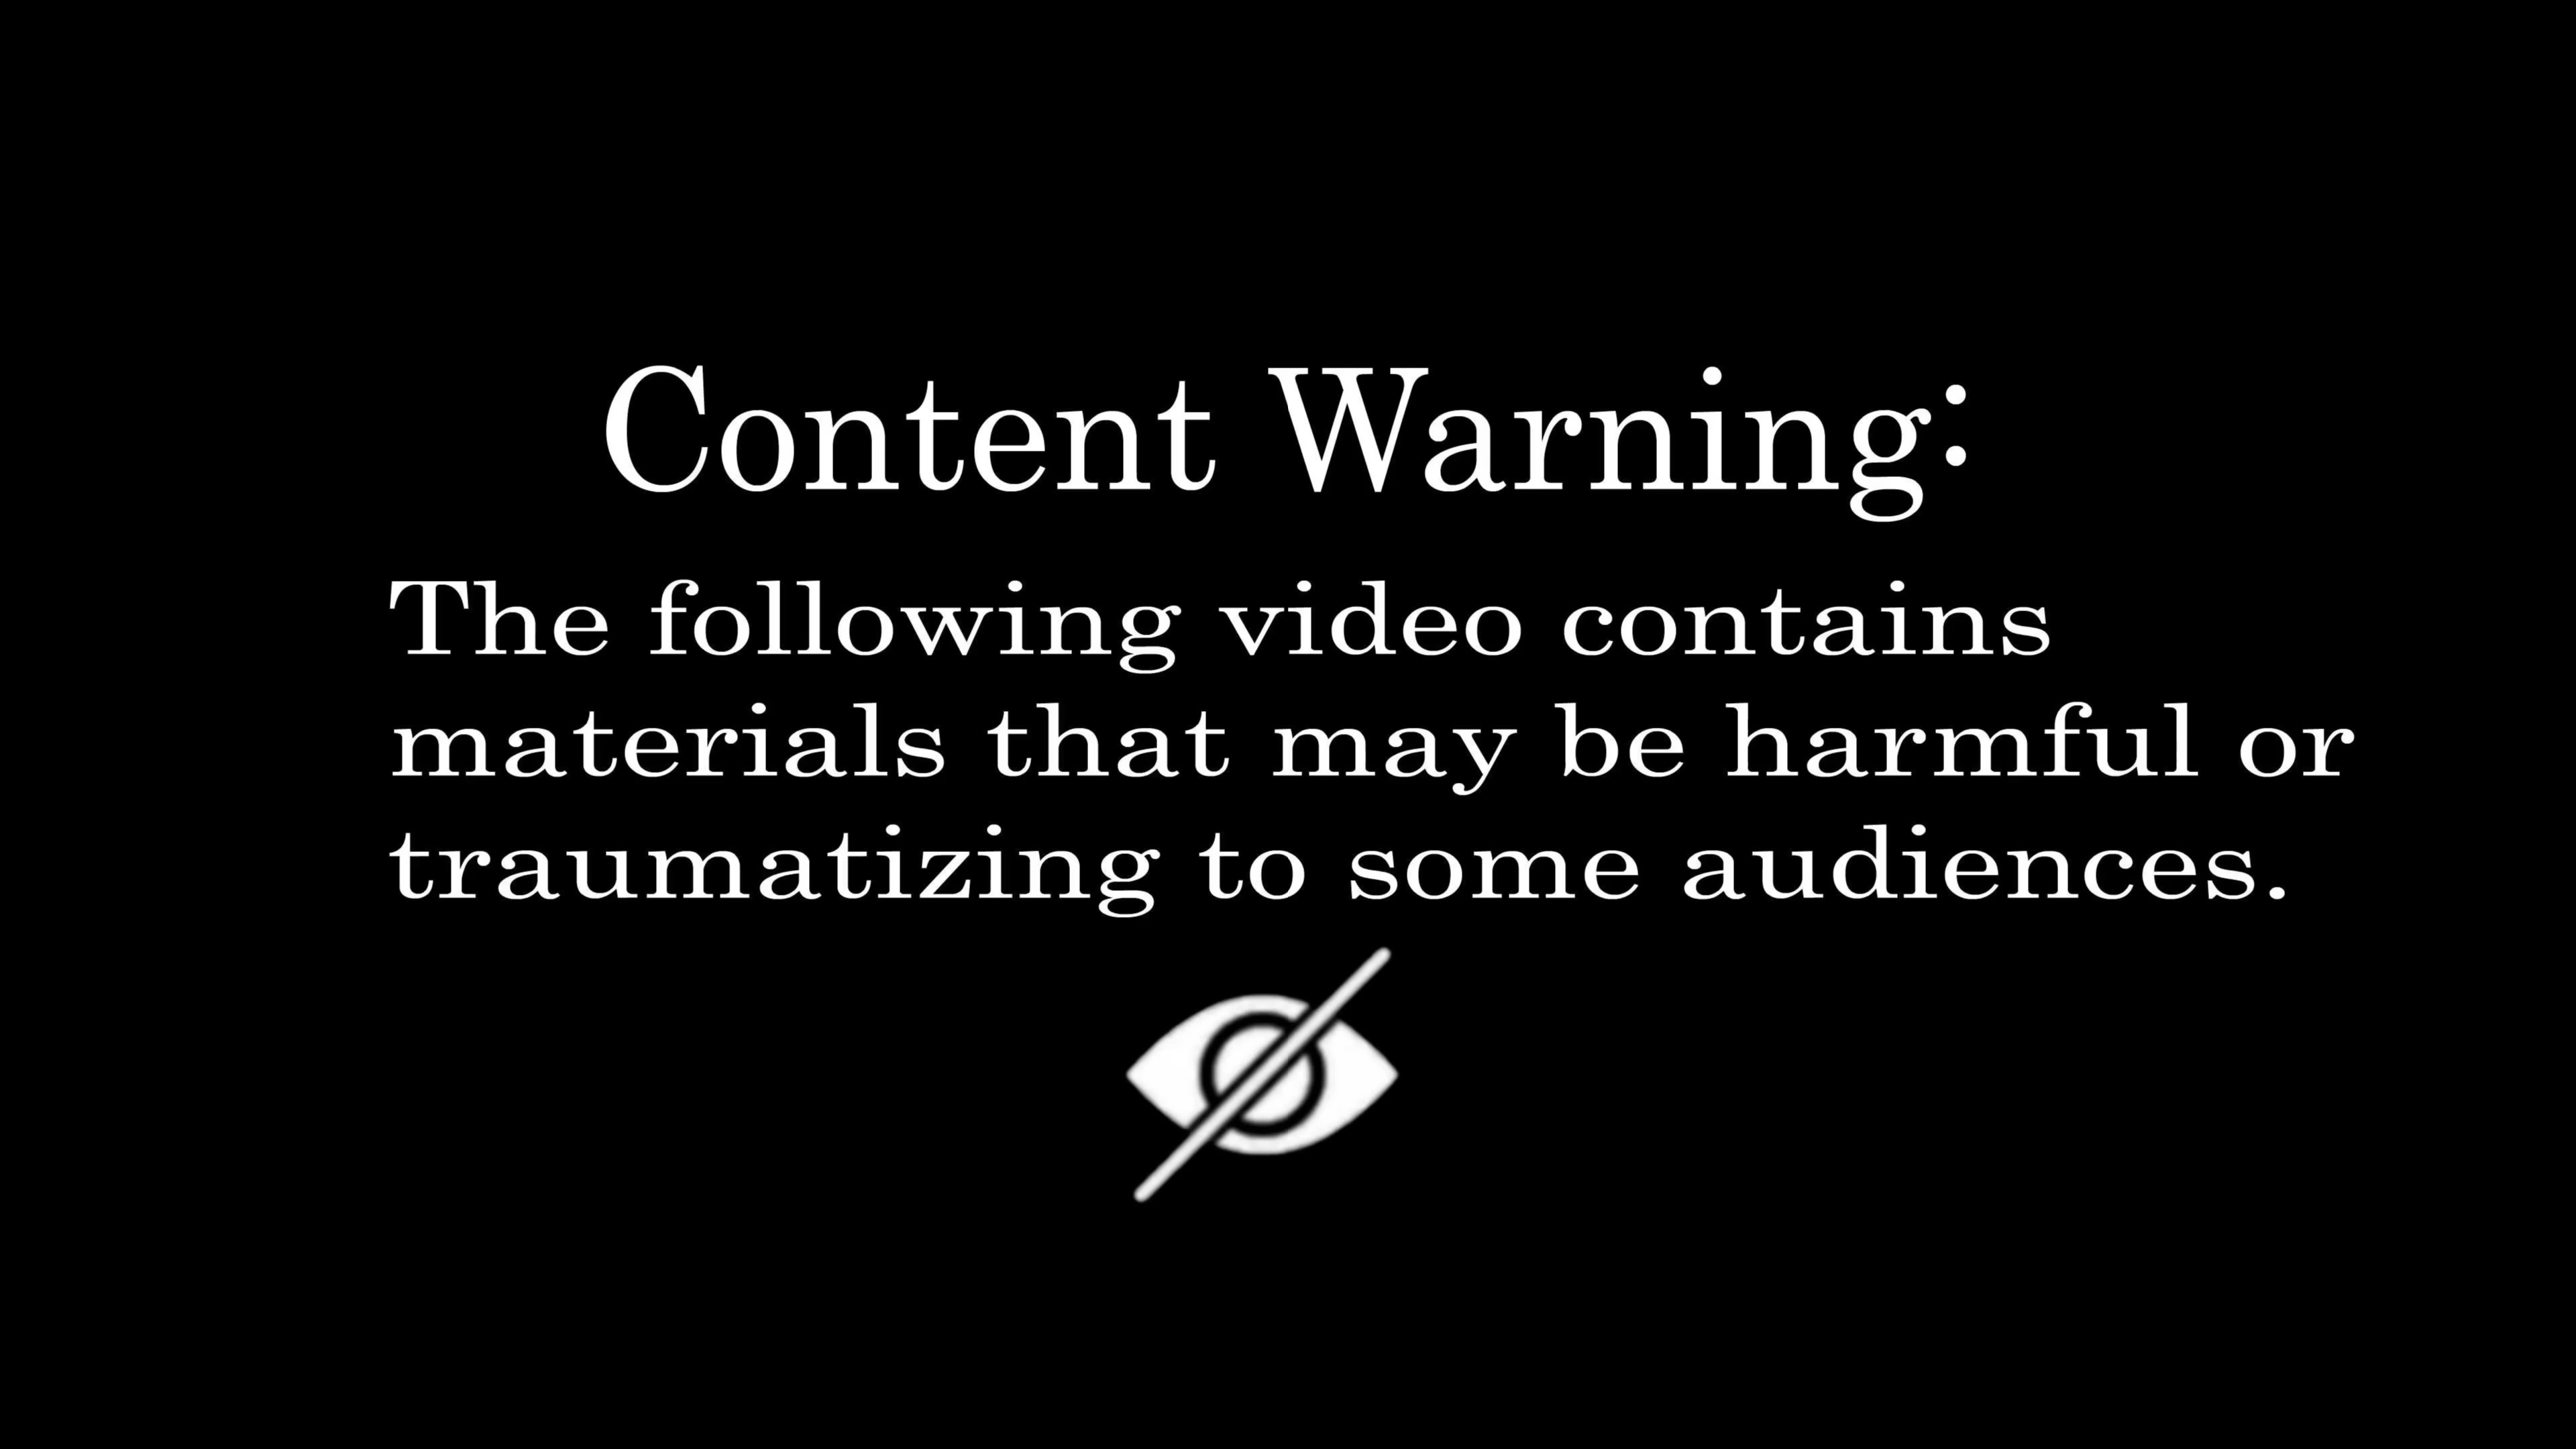 Content Warning:
The following video contains
materials that may be harmful or
traumatizing to some audiences.